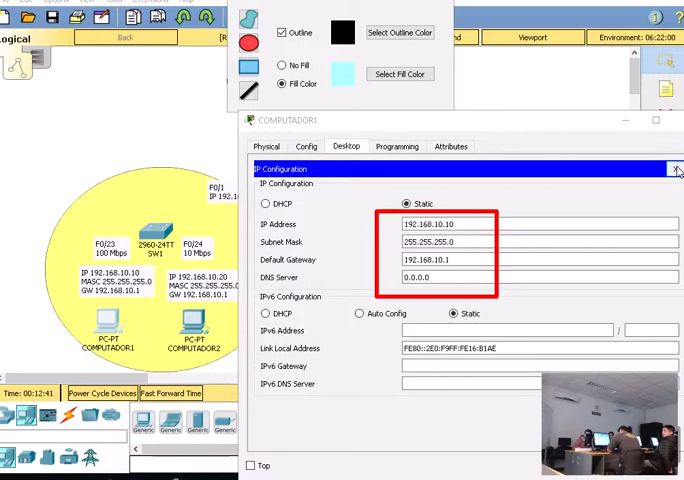 Outline
Select Outline Color
No Fill
Fill Color
Select Fill Color
Logical
Back
Viewport
Environment: 06:22:00
COMPUTADOR1
Physical
Config
Desktop
Programming
Attributes
IP Configuration
X
IP Configuration
DHCP
Static
IP Address
192.168.10.10
Subnet Mask
255.255.255.0
Default Gateway
192.168.10.1
DNS Server
0.0.0.0
IPv6 Configuration
DHCP
Auto Config
Static
IPv6 Address
/
Link Local Address
FE80::2E0:F9FF:FE16:B1AE
IPv6 Gateway
IPv6 DNS Server
Top
F0/1
IP 192.1
2960-24TT
SW1
F0/23
100 Mbps
F0/24
10 Mbps
IP 192.168.10.10
MASC 255.255.255.0
GW 192.168.10.1
IP 192.168.10.20
MASC 255.255.255.0
GW 192.168.10.1
PC-PT
COMPUTADOR1
PC-PT
COMPUTADOR2
Time: 00:12:41
Power Cycle Devices
Fast Forward Time
Generic
Generic
Generic